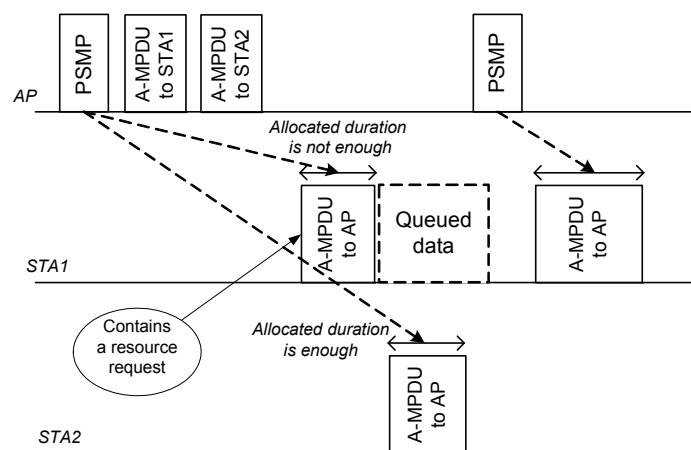 PSMP
A-MPDU
to STA1
A-MPDU
to STA2
PSMP
AP
Allocated duration
is not enough
A-MPDU
to AP
Queued
data
A-MPDU
to AP
STA1
Contains
a resource
request
Allocated duration
is enough
A-MPDU
to AP
STA2